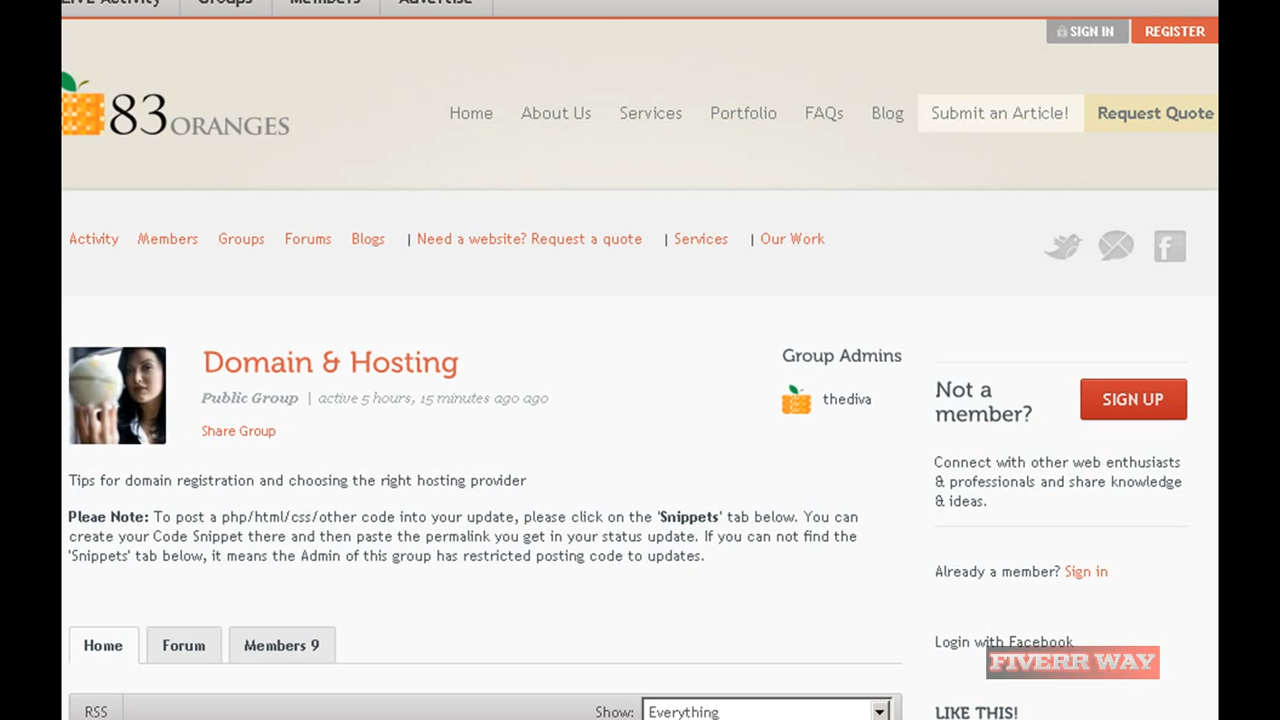 LIVE Activity Groups Members Advertise
SIGN IN REGISTER
83 ORANGES
Home About Us Services Portfolio FAQs Blog Submit an Article! Request Quote
Activity Members Groups Forums Blogs | Need a website? Request a quote | Services | Our Work
Domain & Hosting
Public Group | active 5 hours, 15 minutes ago ago
Share Group
Group Admins
thediva
Tips for domain registration and choosing the right hosting provider
Pleae Note: To post a php/html/css/other code into your update, please click on the 'Snippets' tab below. You can
create your Code Snippet there and then paste the permalink you get in your status update. If you can not find the
'Snippets' tab below, it means the Admin of this group has restricted posting code to updates.
Home Forum Members 9
RSS Show: Everything
Not a
member?
SIGN UP
Connect with other web enthusiasts
& professionals and share knowledge
& ideas.
Already a member? Sign in
Login with Facebook
FIVERR WAY
LIKE THIS!